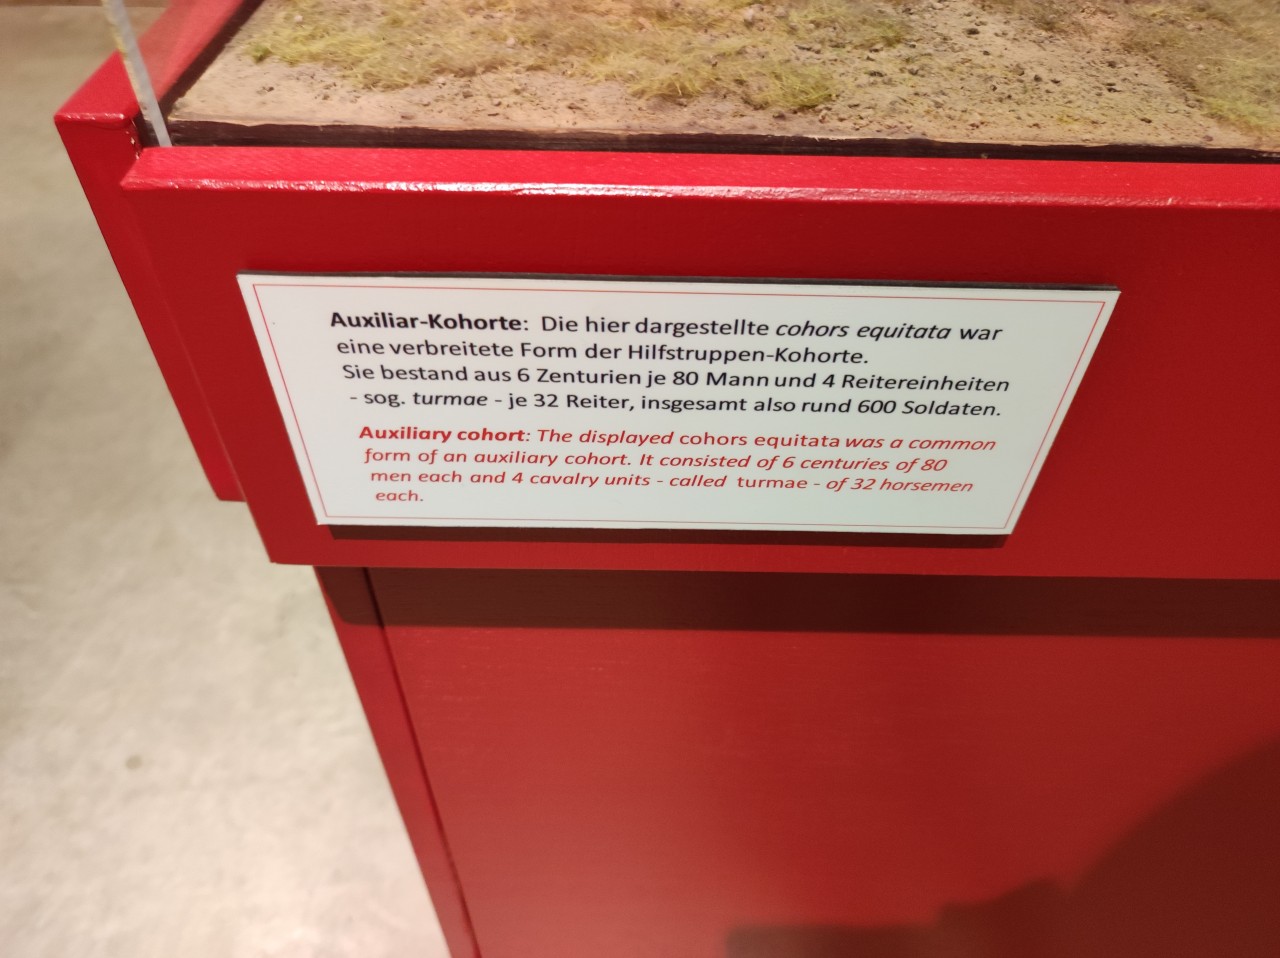 Auxiliar-Kohorte: Die hier dargestellte cohors equitata war
eine verbreitete Form der Hilfstruppen-Kohorte.
Sie bestand aus 6 Zenturien je 80 Mann und 4 Reitereinheiten
- sog. turmae - je 32 Reiter, insgesamt also rund 600 Soldaten.
Auxiliary cohort: The displayed cohors equitata was a common
form of an auxiliary cohort. It consisted of 6 centuries of 80
men each and 4 cavalry units - called turmae - of 32 horsemen
each.